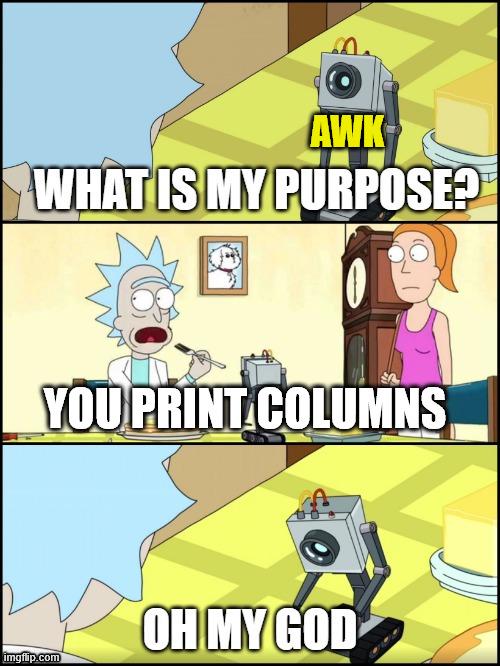 AWK
WHAT IS MY PURPOSE?
YOU PRINT COLUMNS
OH MY GOD
imgflip.com